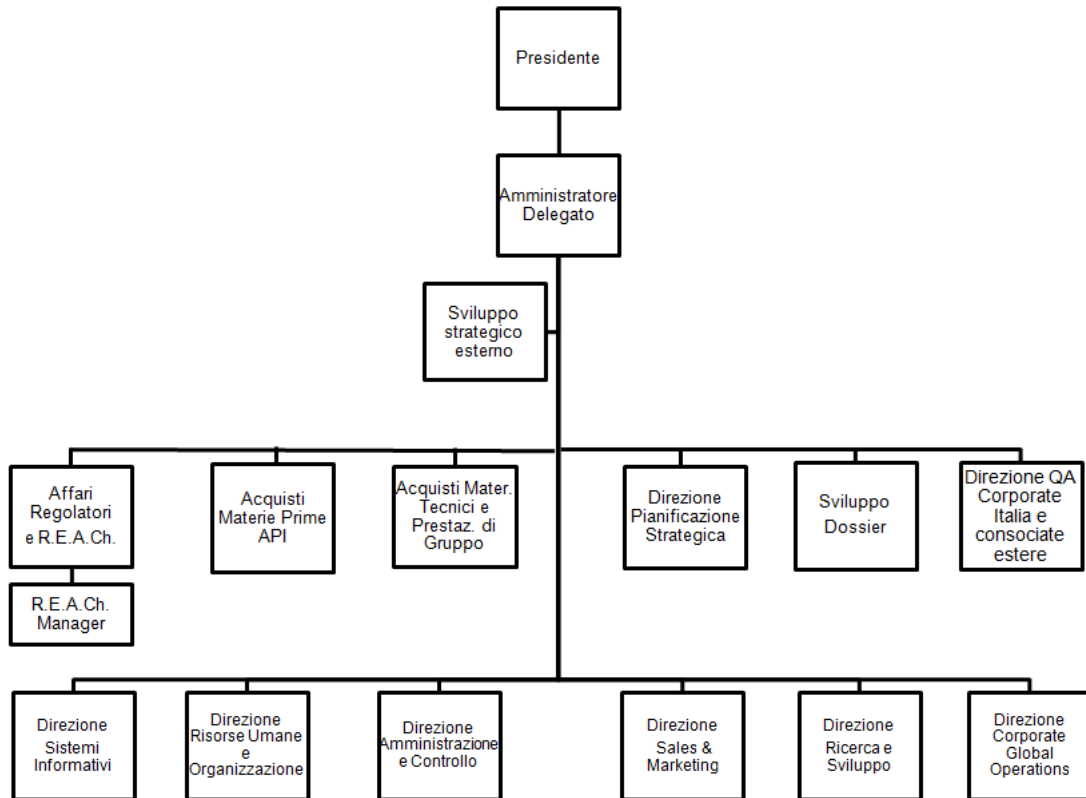 Presidente
Amministratore
Delegato
Sviluppo
strategico
esterno
Affari
Regolatori
e R.E.A.Ch.
Acquisti
Materie Prime
API
Acquisti Mater.
Tecnici e
Prestaz. di
Gruppo
Direzione
Pianificazione
Strategica
Sviluppo
Dossier
Direzione QA
Corporate
Italia e
consociate
estere
R.E.A.Ch.
Manager
Direzione
Sistemi
Informativi
Direzione
Risorse Umane
e
Organizzazione
Direzione
Amministrazione
e Controllo
Direzione
Sales &
Marketing
Direzione
Ricerca e
Sviluppo
Direzione
Corporate
Global
Operations